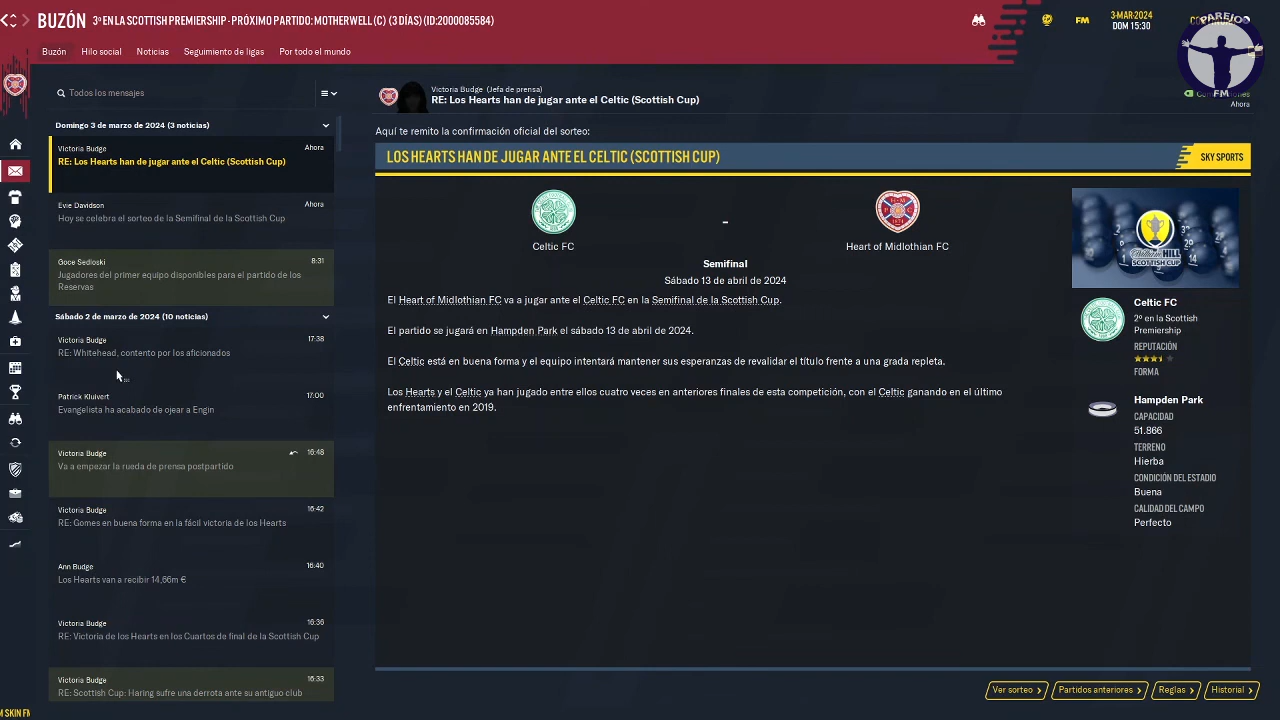 BUZÓN
3º EN LA SCOTTISH PREMIERSHIP - PRÓXIMO PARTIDO: MOTHERWELL (C) (3 DÍAS) (ID:2000085584)
FM
3-MAR-2024
DOM 15:30
PAREJOS
FM
Buzón
Hilo social
Noticias
Seguimiento de ligas
Por todo el mundo
Todos los mensajes
Domingo 3 de marzo de 2024 (3 noticias)
Victoria Budge
Ahora
RE: Los Hearts han de jugar ante el Celtic (Scottish Cup)
Evie Davidson
Ahora
Hoy se celebra el sorteo de la Semifinal de la Scottish Cup
Goce Sedloski
8:31
Jugadores del primer equipo disponibles para el partido de los
Reservas
Sábado 2 de marzo de 2024 (10 noticias)
Victoria Budge
17:38
RE: Whitehead, contento por los aficionados
Patrick Kluivert
17:00
Evangelista ha acabado de ojear a Engin
Victoria Budge
16:48
Va a empezar la rueda de prensa postpartido
Victoria Budge
16:42
RE: Gomes en buena forma en la fácil victoria de los Hearts
Ann Budge
16:40
Los Hearts van a recibir 14,66m €
Victoria Budge
16:36
RE: Victoria de los Hearts en los Cuartos de final de la Scottish Cup
Victoria Budge
16:33
RE: Scottish Cup: Haring sufre una derrota ante su antiguo club
Victoria Budge (Jefa de prensa)
RE: Los Hearts han de jugar ante el Celtic (Scottish Cup)
Ahora
Aquí te remito la confirmación oficial del sorteo:
LOS HEARTS HAN DE JUGAR ANTE EL CELTIC (SCOTTISH CUP)
SKY SPORTS
Celtic FC
-
Heart of Midlothian FC
Semifinal
Sábado 13 de abril de 2024
El Heart of Midlothian FC va a jugar ante el Celtic FC en la Semifinal de la Scottish Cup.
El partido se jugará en Hampden Park el sábado 13 de abril de 2024.
El Celtic está en buena forma y el equipo intentará mantener sus esperanzas de revalidar el título frente a una grada repleta.
Los Hearts y el Celtic ya han jugado entre ellos cuatro veces en anteriores finales de esta competición, con el Celtic ganando en el último
enfrentamiento en 2019.
William HILL
SCOTTISH CUP
Celtic FC
2º en la Scottish
Premiership
REPUTACIÓN
FORMA
Hampden Park
CAPACIDAD
51.866
TERRENO
Hierba
CONDICIÓN DEL ESTADIO
Buena
CALIDAD DEL CAMPO
Perfecto
Ver sorteo
Partidos anteriores
Reglas
Historial
M SKIN FM